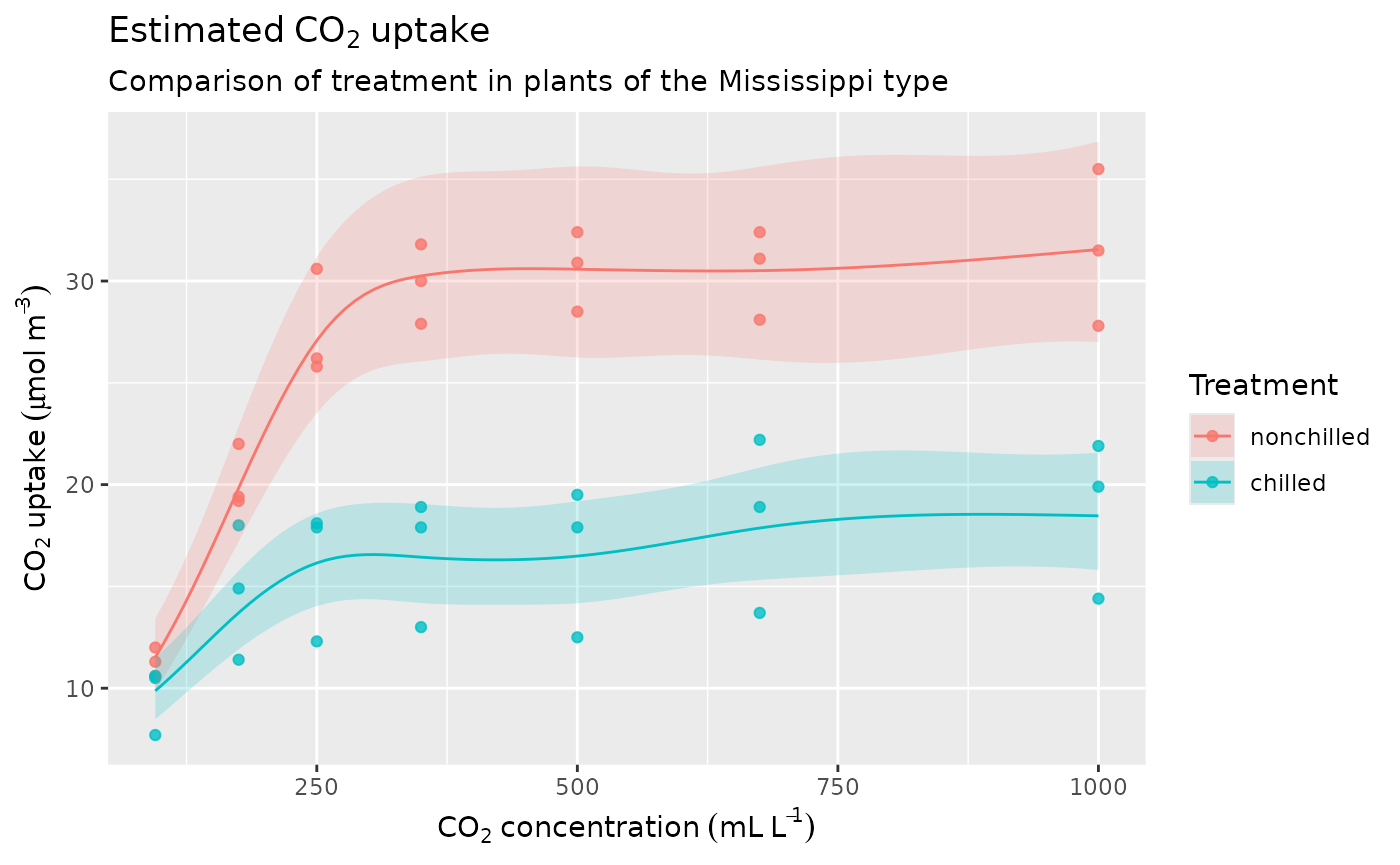 Estimated CO₂ uptake
Comparison of treatment in plants of the Mississippi type
CO₂ uptake (μmol m⁻³)
30
20
10
250 500 750 1000
CO₂ concentration (mL L⁻¹)
Treatment
nonchilled
chilled